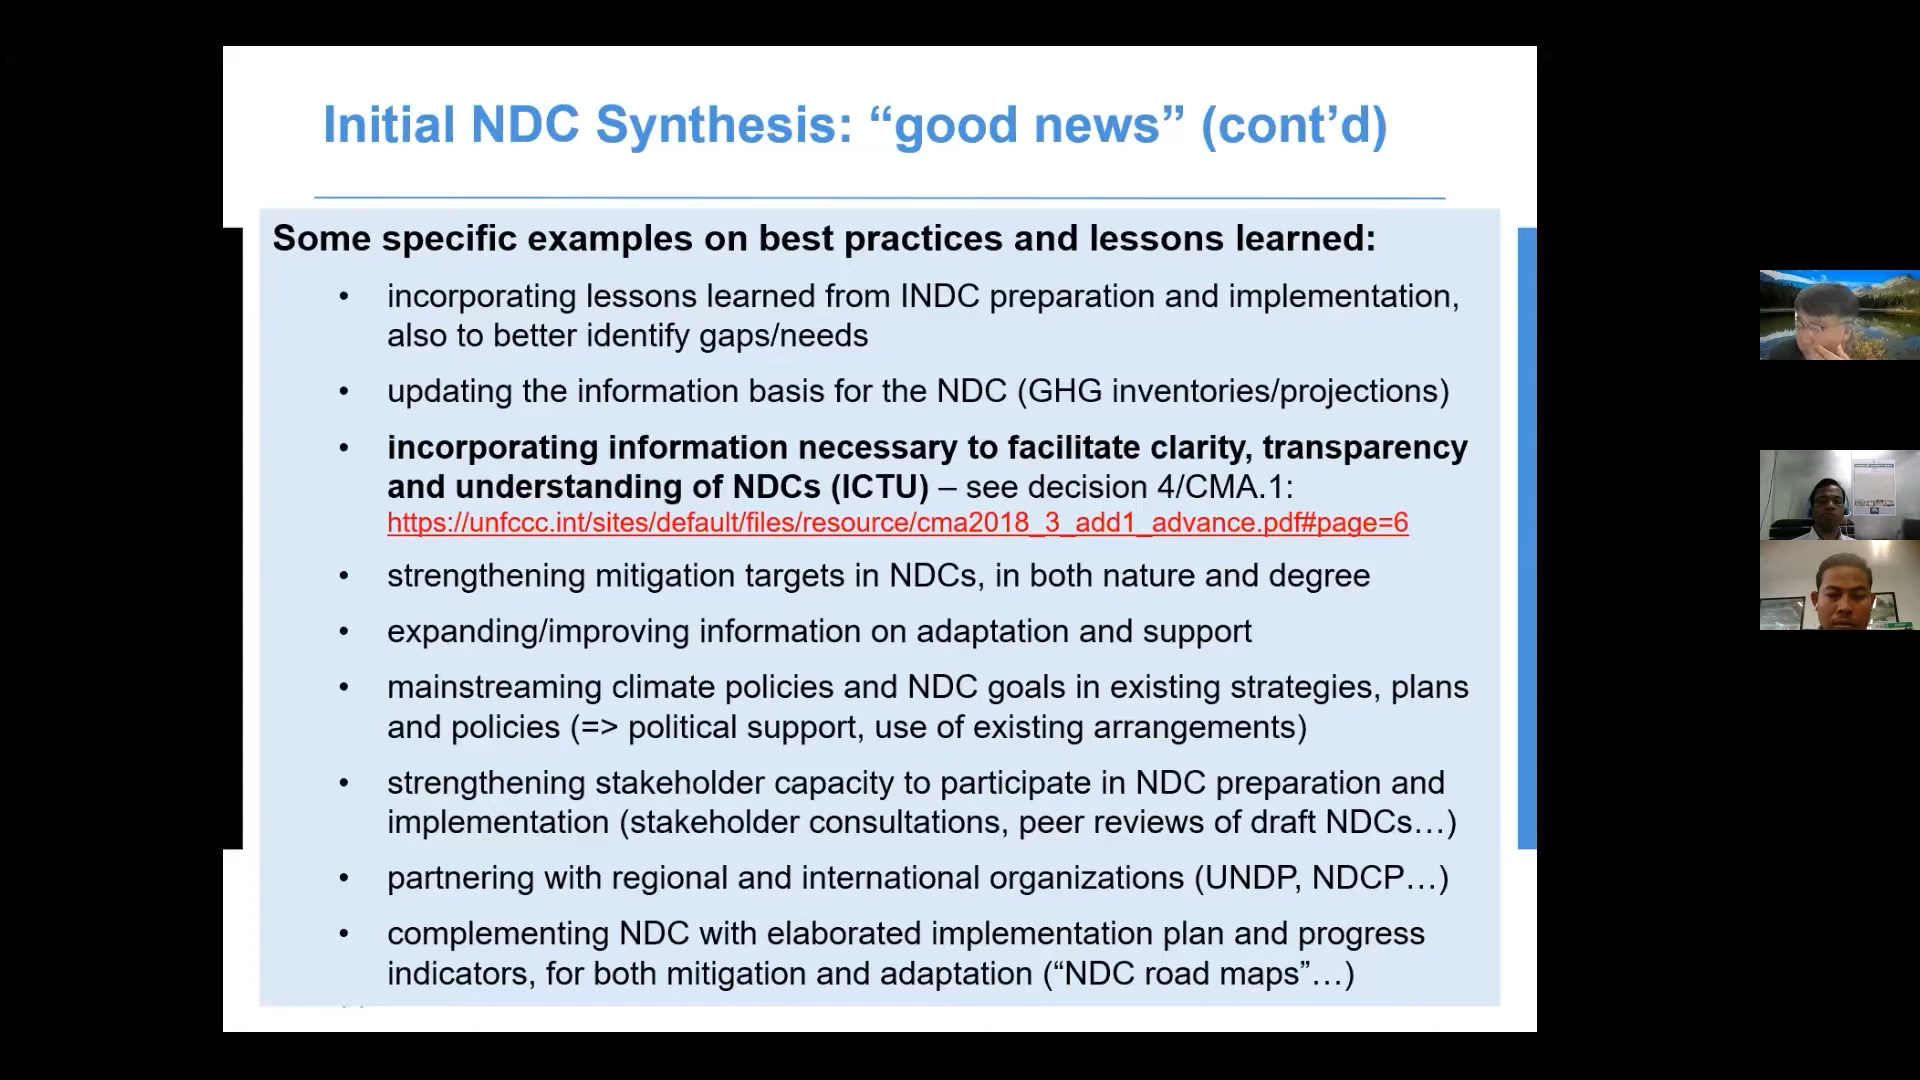 Initial NDC Synthesis: “good news” (cont’d)
Some specific examples on best practices and lessons learned:
• incorporating lessons learned from INDC preparation and implementation,
also to better identify gaps/needs
• updating the information basis for the NDC (GHG inventories/projections)
• incorporating information necessary to facilitate clarity, transparency
and understanding of NDCs (ICTU) – see decision 4/CMA.1:
https://unfccc.int/sites/default/files/resource/cma2018_3_add1_advance.pdf#page=6
• strengthening mitigation targets in NDCs, in both nature and degree
• expanding/improving information on adaptation and support
• mainstreaming climate policies and NDC goals in existing strategies, plans
and policies (=> political support, use of existing arrangements)
• strengthening stakeholder capacity to participate in NDC preparation and
implementation (stakeholder consultations, peer reviews of draft NDCs…)
• partnering with regional and international organizations (UNDP, NDCP…)
• complementing NDC with elaborated implementation plan and progress
indicators, for both mitigation and adaptation (“NDC road maps”…)